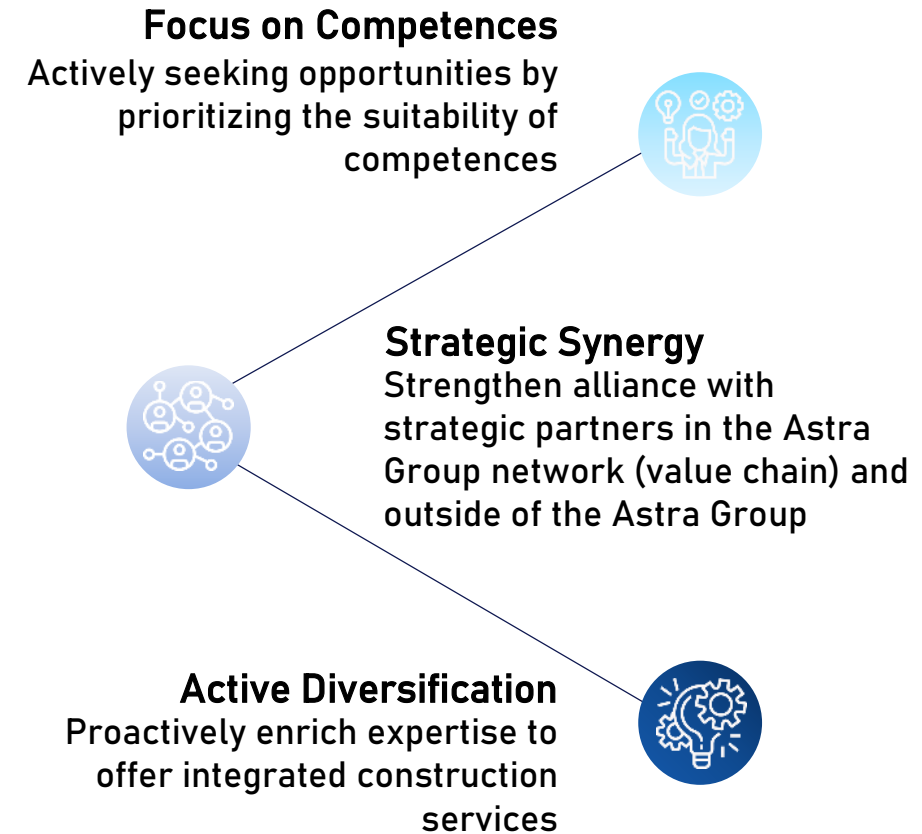 Focus on Competences
Actively seeking opportunities by
prioritizing the suitability of
competences
Strategic Synergy
Strengthen alliance with
strategic partners in the Astra
Group network (value chain) and
outside of the Astra Group
Active Diversification
Proactively enrich expertise to
offer integrated construction
services